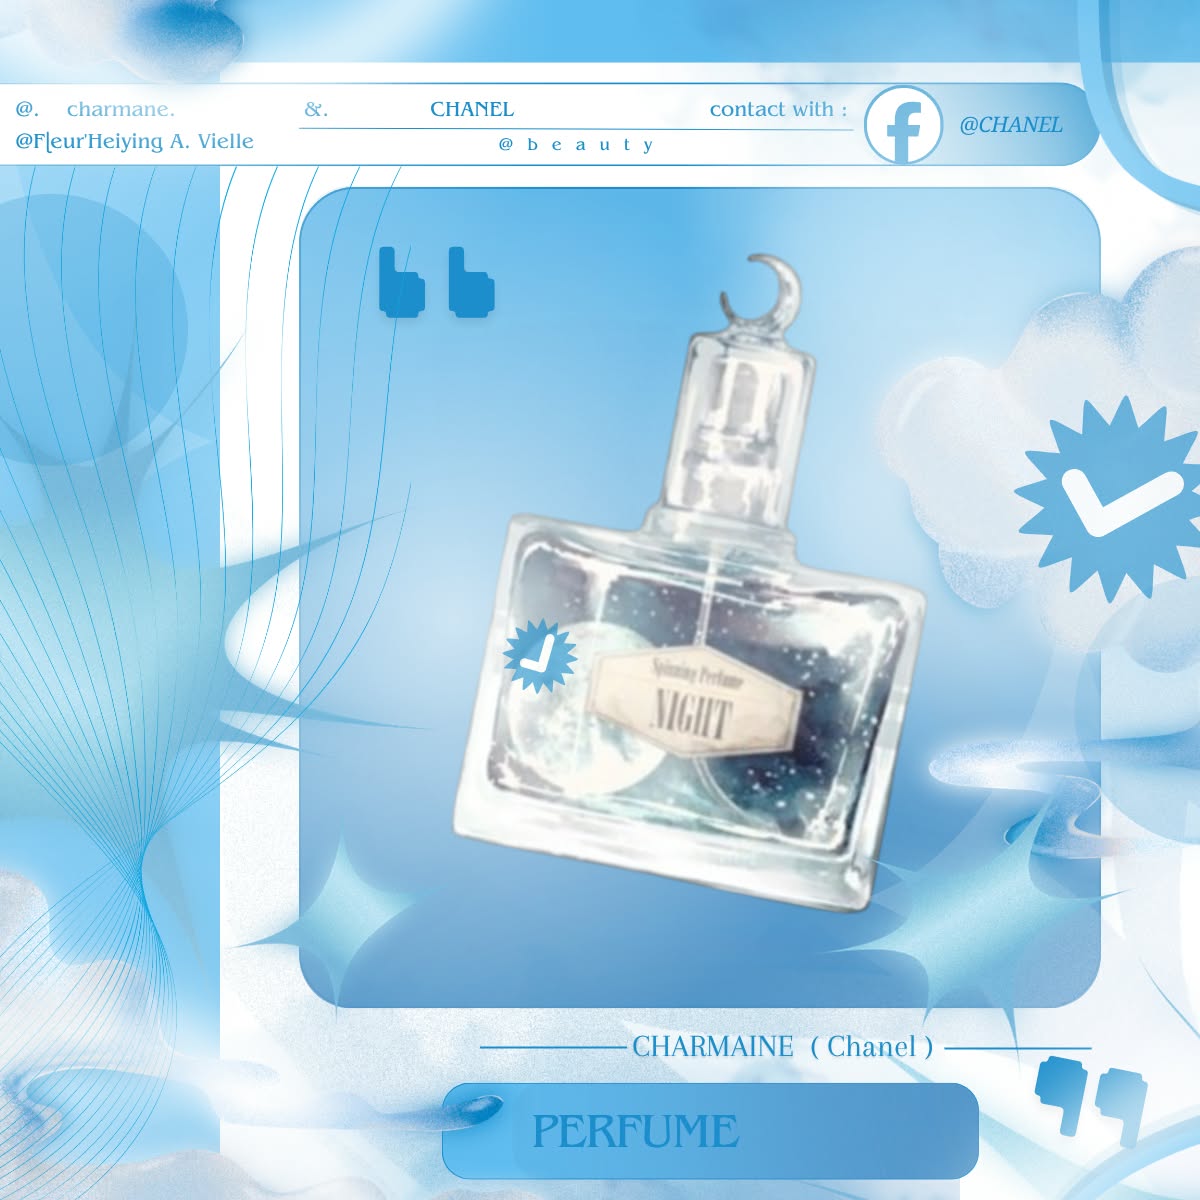 @. charmane. &. CHANEL contact with : @CHANEL
@Fleur'Heiying A. Vielle @ b e a u t y
Spinning Perfume
NIGHT
CHARMAINE ( Chanel )
PERFUME